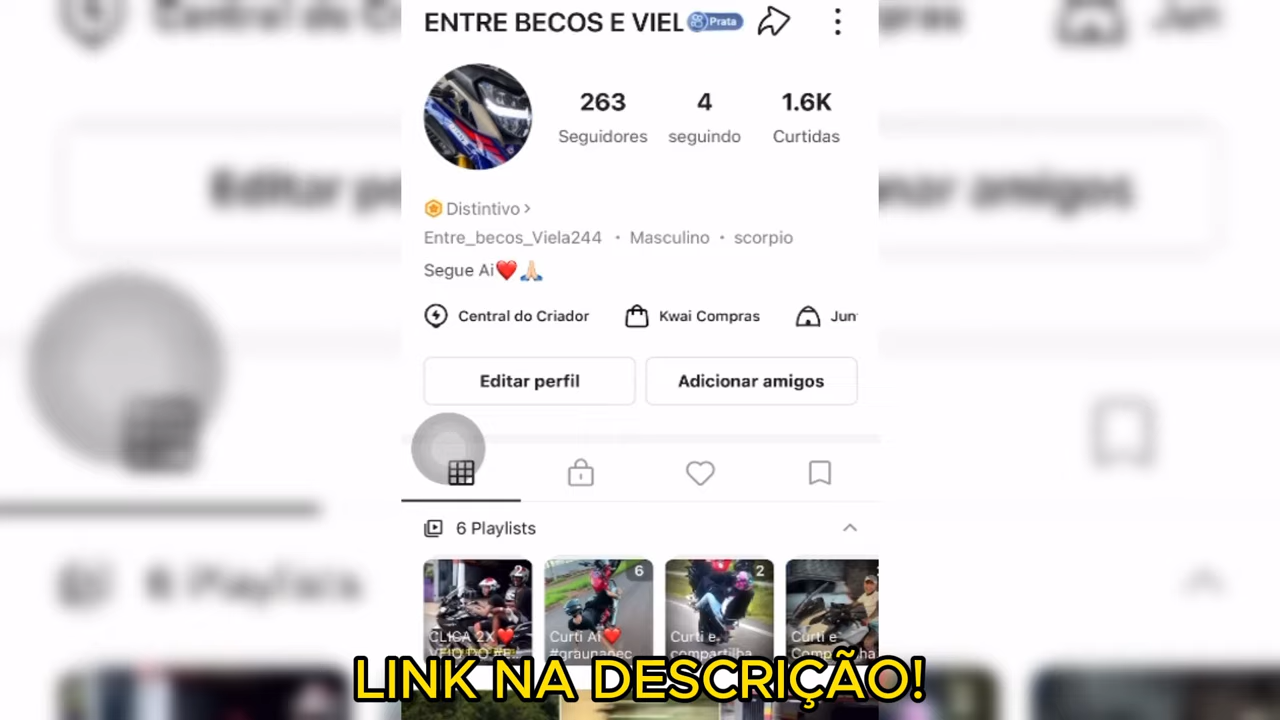 ENTRE BECOS E VIEL Prata
263 4 1.6K
Seguidores seguindo Curtidas
Distintivo >
Entre_becos_Viela244 • Masculino • scorpio
Segue Ai❤️🙏🏻
Central do Criador Kwai Compras Jun
Editar perfil Adicionar amigos
6 Playlists
2 6 2
CLICA 2X ❤️ Curti Ai❤️ Curti e Curti e
compartilha
LINK NA DESCRIÇÃO!